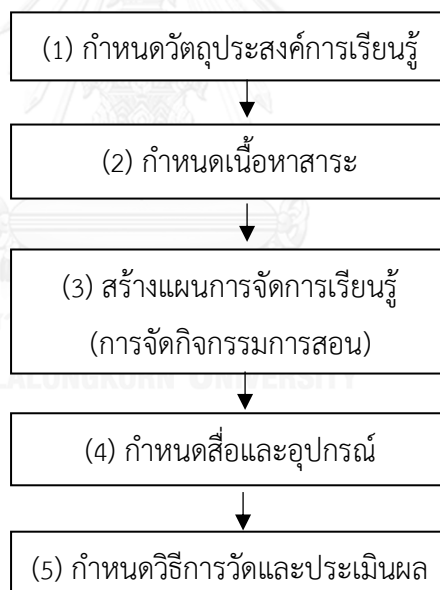 (1) กำหนดวัตถุประสงค์การเรียนรู้
(2) กำหนดเนื้อหาสาระ
(3) สร้างแผนการจัดการเรียนรู้
(การจัดกิจกรรมการสอน)
LALONGKORN UNIVERSITY
(4) กำหนดสื่อและอุปกรณ์
(5) กำหนดวิธีการวัดและประเมินผล